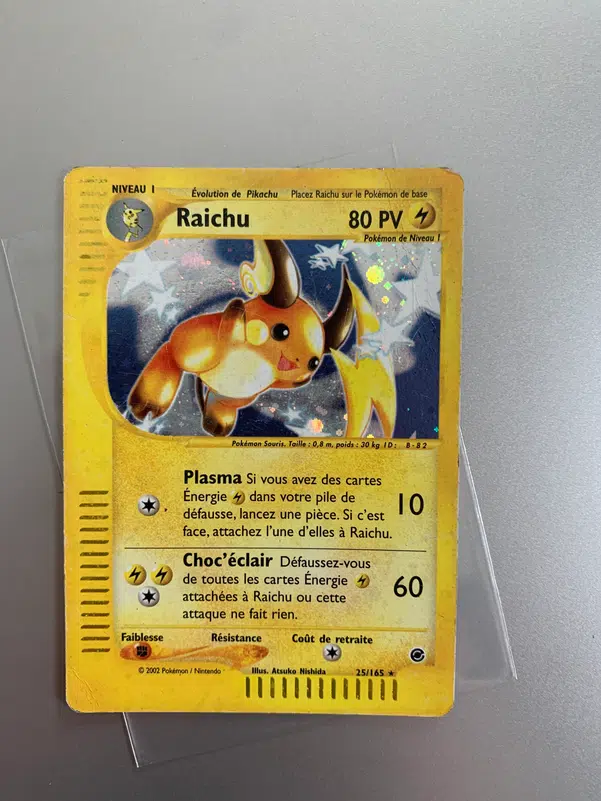 NIVEAU 1 Évolution de Pikachu Placez Raichu sur le Pokémon de base
Raichu 80 PV
Pokémon de Niveau 1
Pokémon Souris. Taille : 0,8 m, poids : 30 kg ID : B-82
Plasma Si vous avez des cartes
Énergie dans votre pile de
défausse, lancez une pièce. Si c'est
face, attachez l'une d'elles à Raichu.
10
Choc'éclair Défaussez-vous
de toutes les cartes Énergie
attachées à Raichu ou cette
attaque ne fait rien.
60
Faiblesse Résistance Coût de retraite
© 2002 Pokémon / Nintendo Illus. Atsuko Nishida 25/165 ★